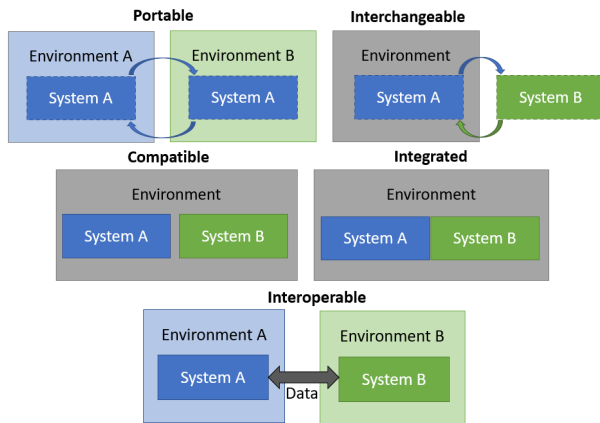 Portable
Environment A
Environment B
System A
System A
Interchangeable
Environment
System A
System B
Compatible
Environment
System A
System B
Integrated
Environment
System A
System B
Interoperable
Environment A
Environment B
System A
System B
Data